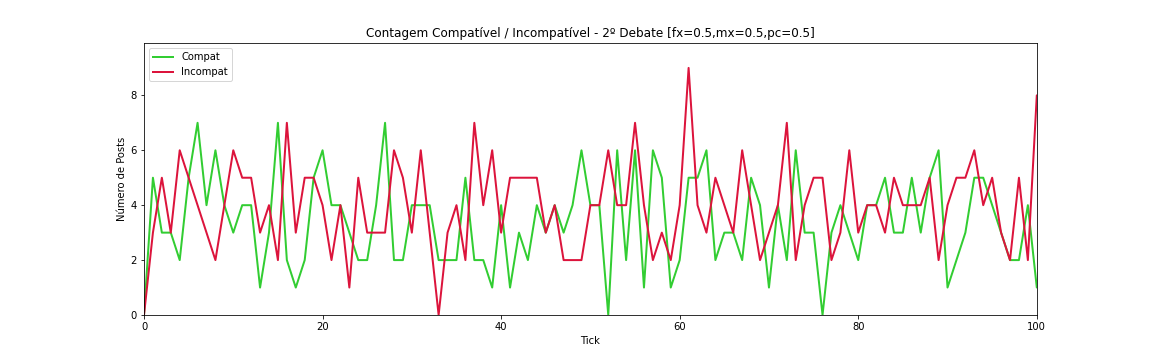 Contagem Compatível / Incompatível - 2º Debate [fx=0.5,mx=0.5,pc=0.5]
Compat
Incompat
Número de Posts
8
6
4
2
0
0 20 40 60 80 100
Tick